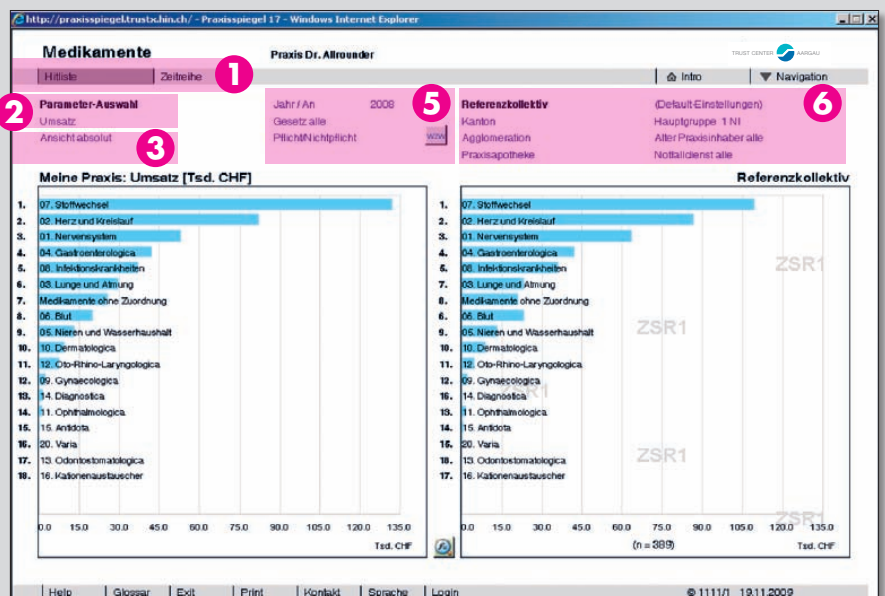 http://praxisspiegel.trustx.hin.ch/ - Praxisspiegel 17 - Windows Internet Explorer
Medikamente Praxis Dr. Allrounder TRUST CENTER AARGAU
Hitliste Zeitreihe 1 Intro Navigation
2 Parameter-Auswahl
Umsatz
Ansicht absolut 3
Jahr / An 2008 5
Gesetz alle
Pflicht/Nichtpflicht WZW
Referenzkollektiv (Default-Einstellungen) 6
Kanton Hauptgruppe 1 NI
Agglomeration Alter Praxisinhaber alle
Praxisapotheke Notfalldienst alle
Meine Praxis: Umsatz [Tsd. CHF]
1. 07. Stoffwechsel
2. 02. Herz und Kreislauf
3. 01. Nervensystem
4. 04. Gastroenterologica
5. 08. Infektionskrankheiten
6. 03. Lunge und Atmung
7. Medikamente ohne Zuordnung
8. 06. Blut
9. 05. Nieren und Wasserhaushalt
10. 10. Dermatologica
11. 12. Oto-Rhino-Laryngologica
12. 09. Gynaecologica
13. 14. Diagnostica
14. 11. Ophthalmologica
15. 15. Antidota
16. 20. Varia
17. 13. Odontostomatologica
18. 16. Kationenaustauscher
0.0 15.0 30.0 45.0 60.0 75.0 90.0 105.0 120.0 135.0
Tsd. CHF
Referenzkollektiv
1. 07. Stoffwechsel
2. 02. Herz und Kreislauf
3. 01. Nervensystem
4. 04. Gastroenterologica
5. 08. Infektionskrankheiten
7. 03. Lunge und Atmung
8. Medikamente ohne Zuordnung
6. 06. Blut
9. 05. Nieren und Wasserhaushalt
10. 10. Dermatologica
11. 12. Oto-Rhino-Laryngologica
12. 09. Gynaecologica
16. 14. Diagnostica
13. 11. Ophthalmologica
14. 15. Antidota
15. 20. Varia
18. 13. Odontostomatologica
17. 16. Kationenaustauscher
ZSR1
ZSR1
ZSR1
ZSR1
ZSR1
0.0 15.0 30.0 45.0 60.0 75.0 90.0 105.0 120.0 135.0
(n = 389) Tsd. CHF
Help Glossar Exit Print Kontakt Sprache Login © 1111/1 19.11.2009